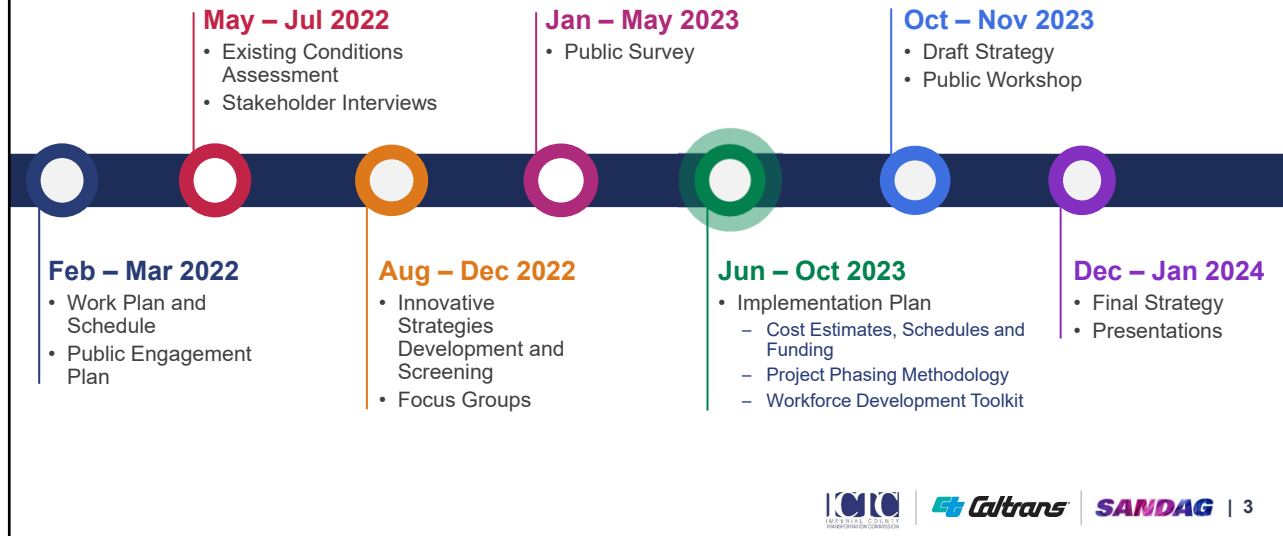 May – Jul 2022
• Existing Conditions
Assessment
• Stakeholder Interviews
Jan – May 2023
• Public Survey
Oct – Nov 2023
• Draft Strategy
• Public Workshop
Feb – Mar 2022
• Work Plan and
Schedule
• Public Engagement
Plan
Aug – Dec 2022
• Innovative
Strategies
Development and
Screening
• Focus Groups
Jun – Oct 2023
• Implementation Plan
– Cost Estimates, Schedules and
Funding
– Project Phasing Methodology
– Workforce Development Toolkit
Dec – Jan 2024
• Final Strategy
• Presentations
ICTC
IMPERIAL COUNTY
TRANSPORTATION COMMISSION
ct Caltrans
SANDAG
| 3